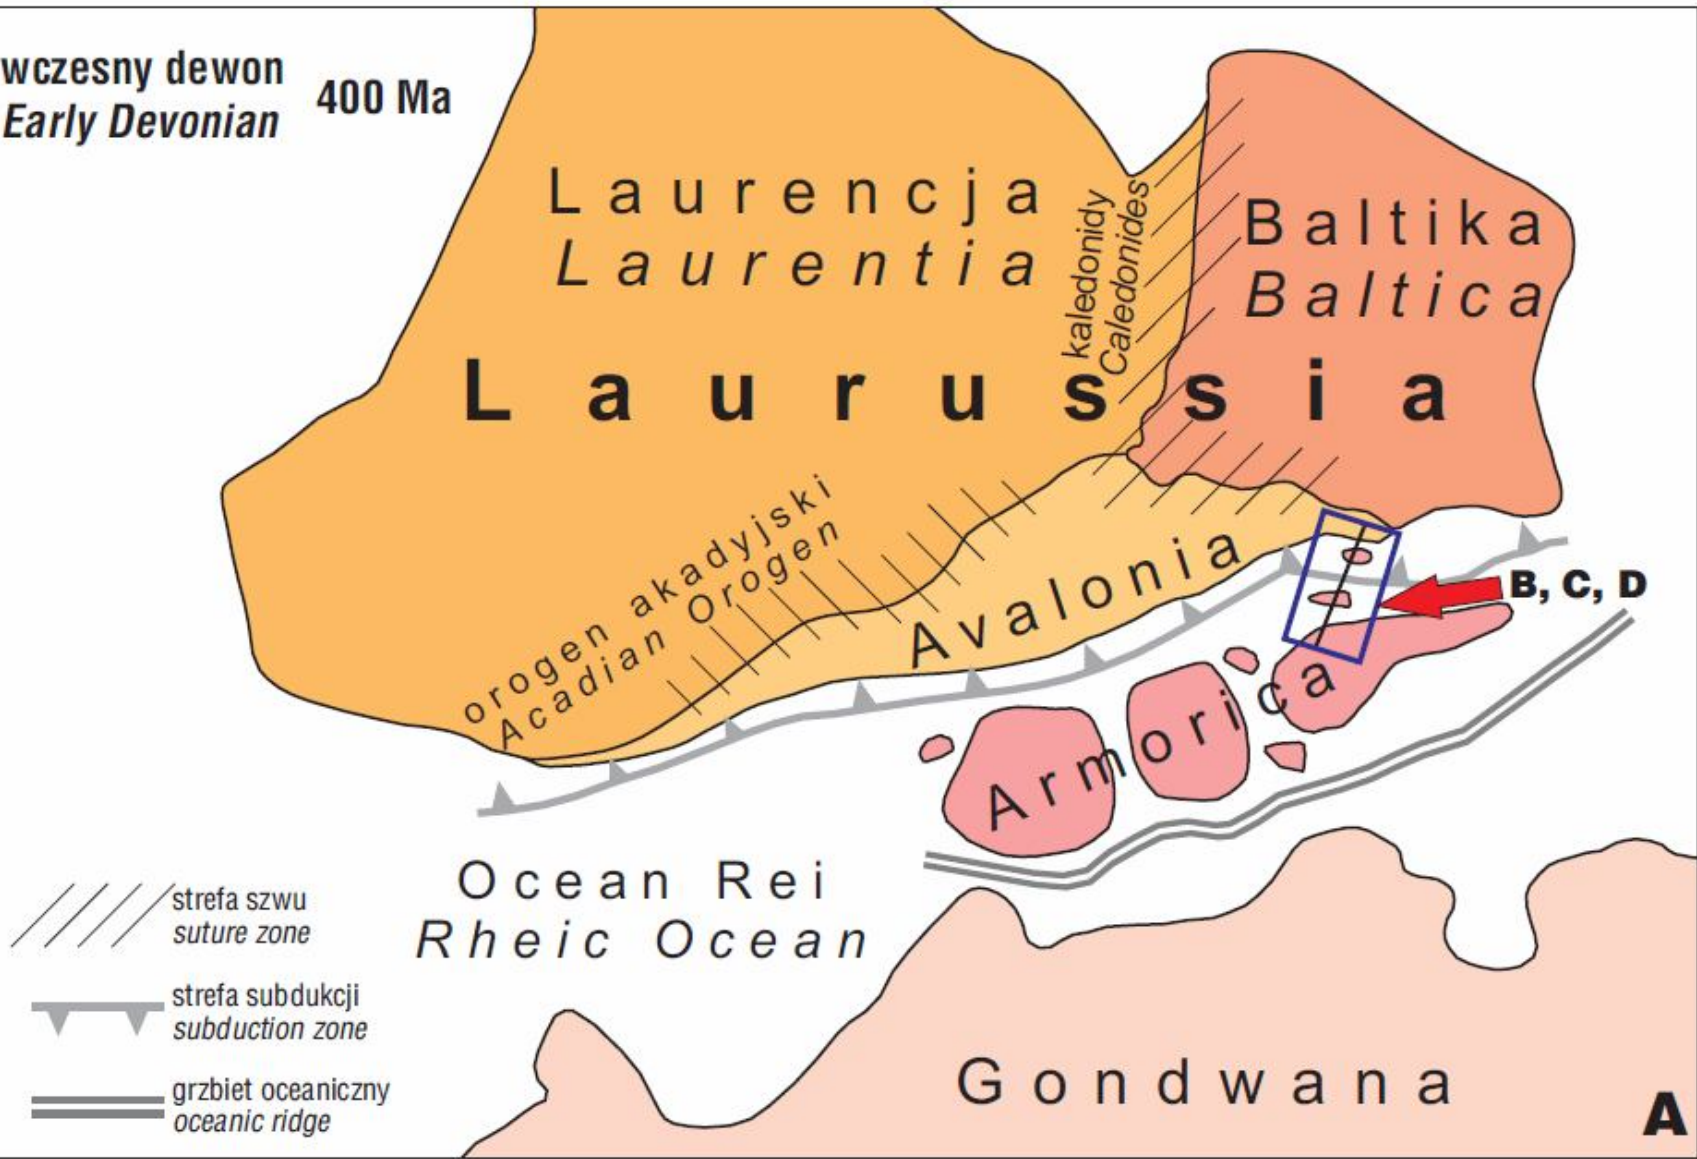 wczesny dewon
Early Devonian
400 Ma
Laurencja
Laurentia
kaledonidy
Caledonides
Baltika
Baltica
Laurussia
orogen akadyjski
Acadian Orogen
Avalonia
B, C, D
Armorica
Ocean Rei
Rheic Ocean
strefa szwu
suture zone
strefa subdukcji
subduction zone
grzbiet oceaniczny
oceanic ridge
Gondwana
A